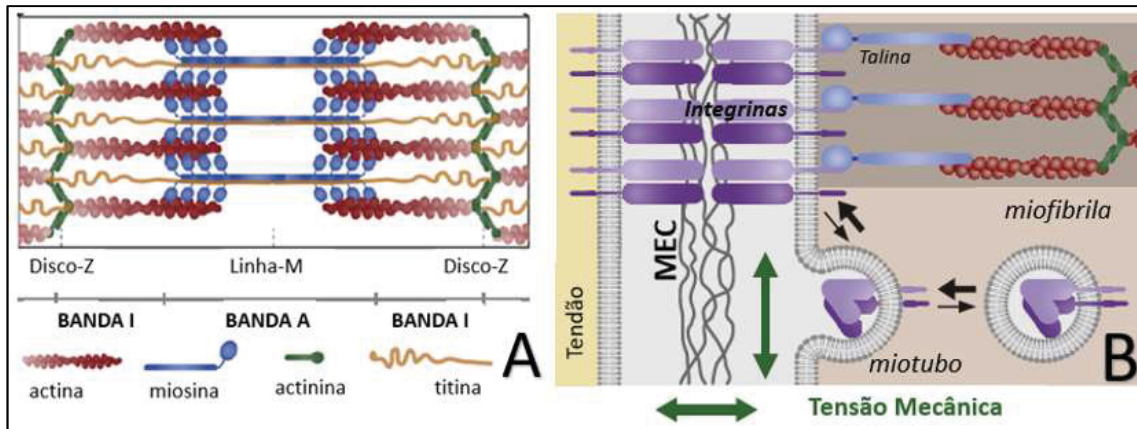 Disco-Z
Linha-M
Disco-Z
BANDA I
BANDA A
BANDA I
actina
miosina
actinina
titina
A
Tendão
MEC
Integrinas
Talina
miofibrila
miotubo
B
Tensão Mecânica